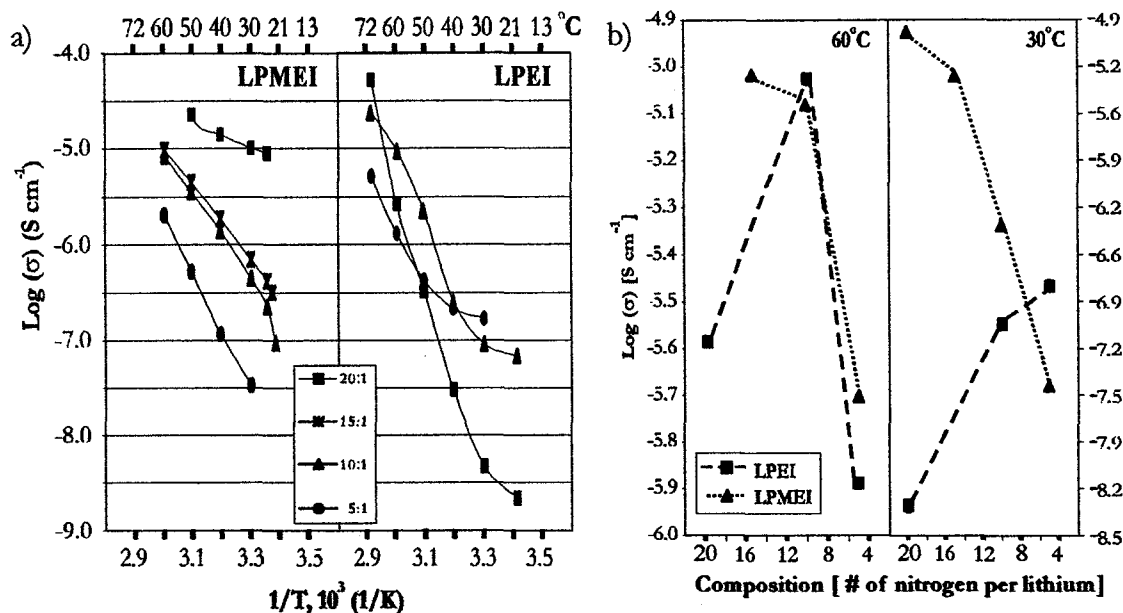 a)
72 60 50 40 30 21 13 72 60 50 40 30 21 13 °C
LPMEI LPEI
-4.0
-5.0
-6.0
-7.0
-8.0
-9.0
Log (σ) (S cm⁻¹)
20:1
15:1
10:1
5:1
2.9 3.1 3.3 3.5 2.9 3.1 3.3 3.5
1/T, 10³ (1/K)
b)
60°C 30°C
-4.9
-5.0
-5.1
-5.2
-5.3
-5.4
-5.5
-5.6
-5.7
-5.8
-5.9
-6.0
Log (σ) [S cm⁻¹]
-4.9
-5.2
-5.6
-5.9
-6.2
-6.6
-6.9
-7.2
-7.5
-7.9
-8.2
-8.5
LPEI
LPMEI
20 16 12 8 4 20 16 12 8 4
Composition [ # of nitrogen per lithium]